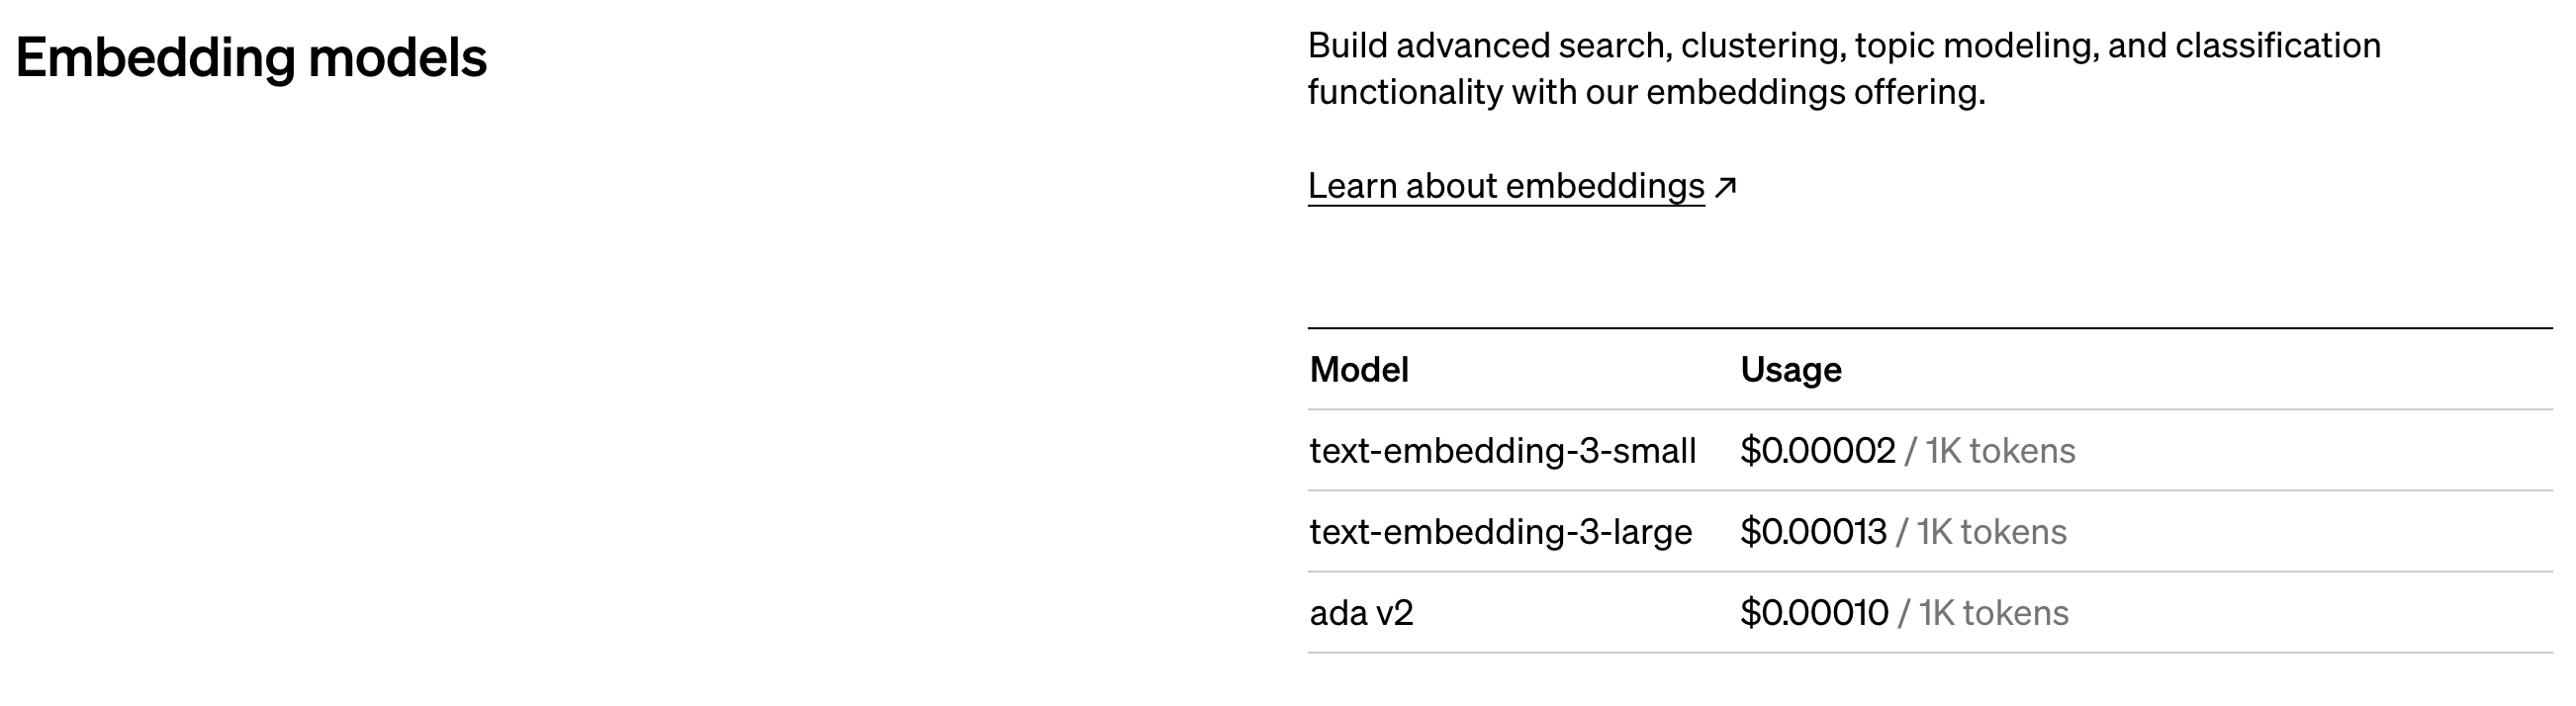 Embedding models
Build advanced search, clustering, topic modeling, and classification
functionality with our embeddings offering.
Learn about embeddings ↗
Model Usage
text-embedding-3-small $0.00002 / 1K tokens
text-embedding-3-large $0.00013 / 1K tokens
ada v2 $0.00010 / 1K tokens